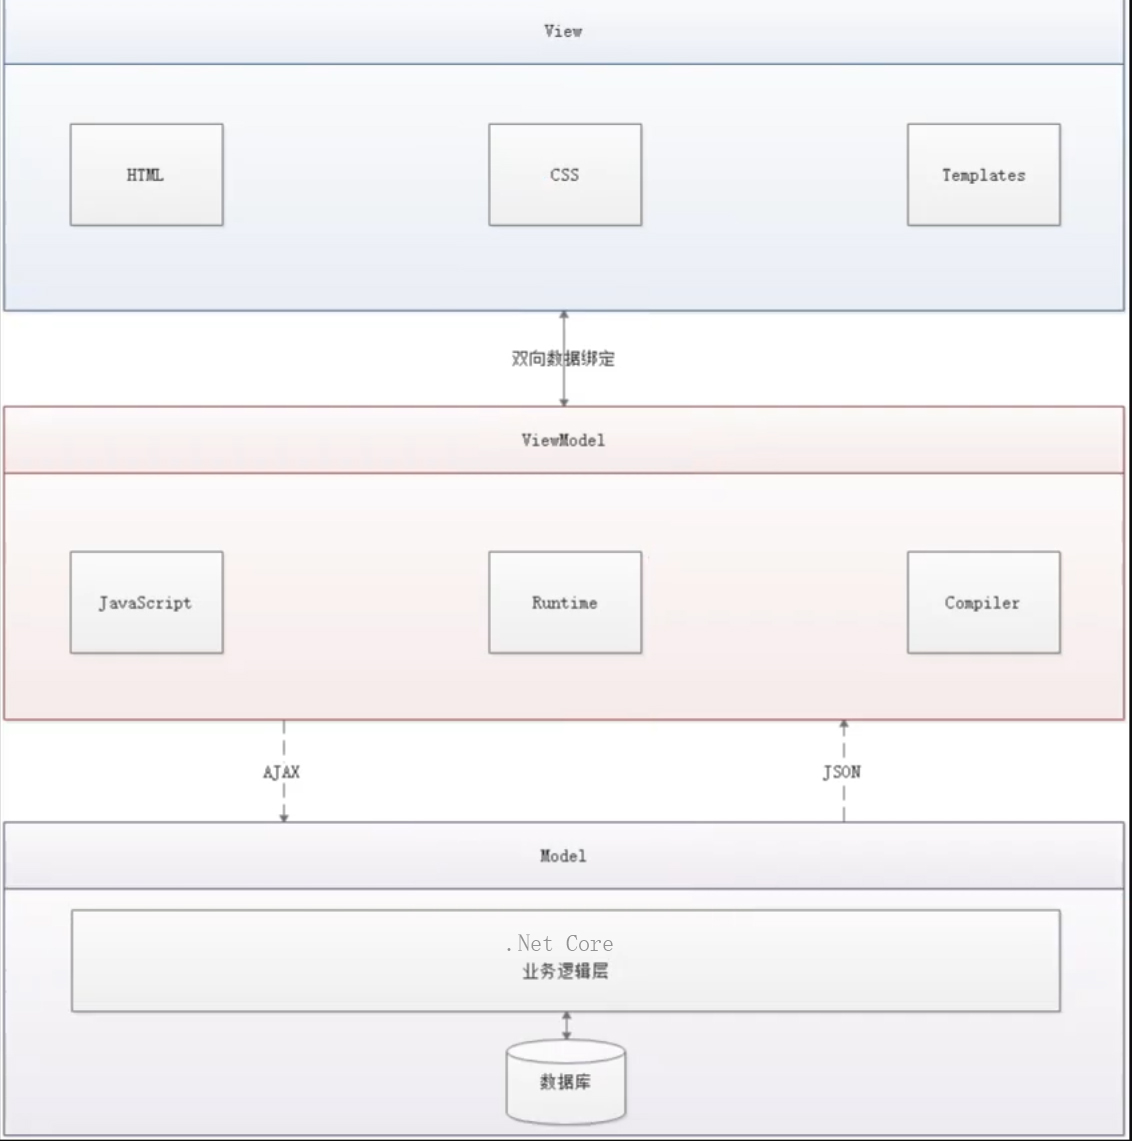 View
HTML
CSS
Templates
双向数据绑定
ViewModel
JavaScript
Runtime
Compiler
AJAX
JSON
Model
.Net Core
业务逻辑层
数据库